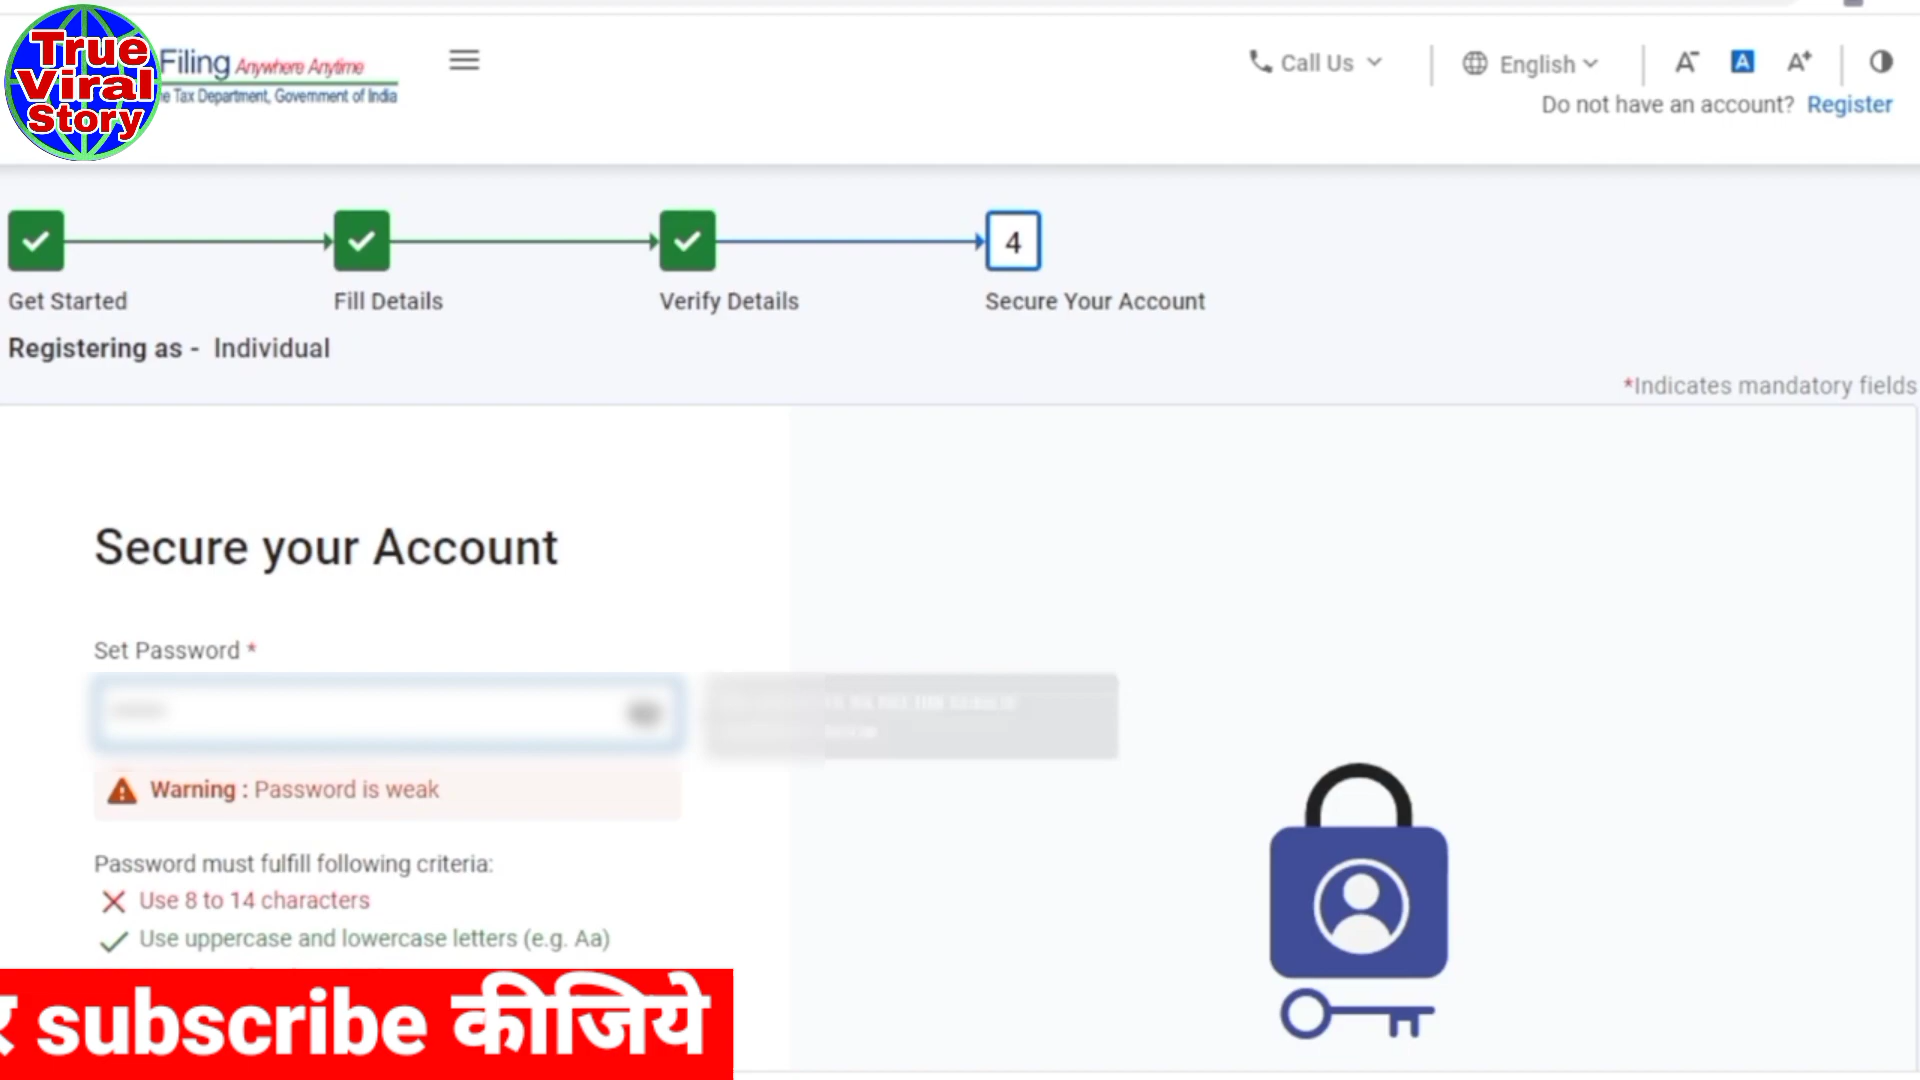 True
Viral
Story
Filing Anywhere Anytime
e Tax Department, Government of India
Call Us
English
A- A A+
Do not have an account? Register
4
Get Started
Fill Details
Verify Details
Secure Your Account
Registering as - Individual
*Indicates mandatory fields
Secure your Account
Set Password *
Warning : Password is weak
Password must fulfill following criteria:
Use 8 to 14 characters
Use uppercase and lowercase letters (e.g. Aa)
subscribe कीजिये